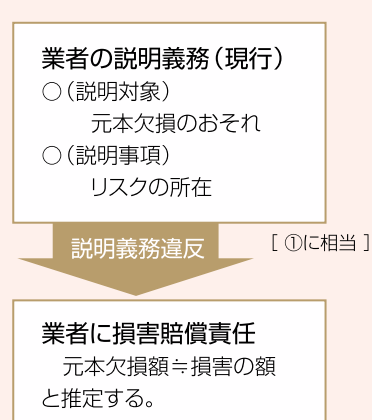 業者の説明義務（現行）
○（説明対象）
元本欠損のおそれ
○（説明事項）
リスクの所在
説明義務違反
［ ①に相当 ］
業者に損害賠償責任
元本欠損額≒損害の額
と推定する。